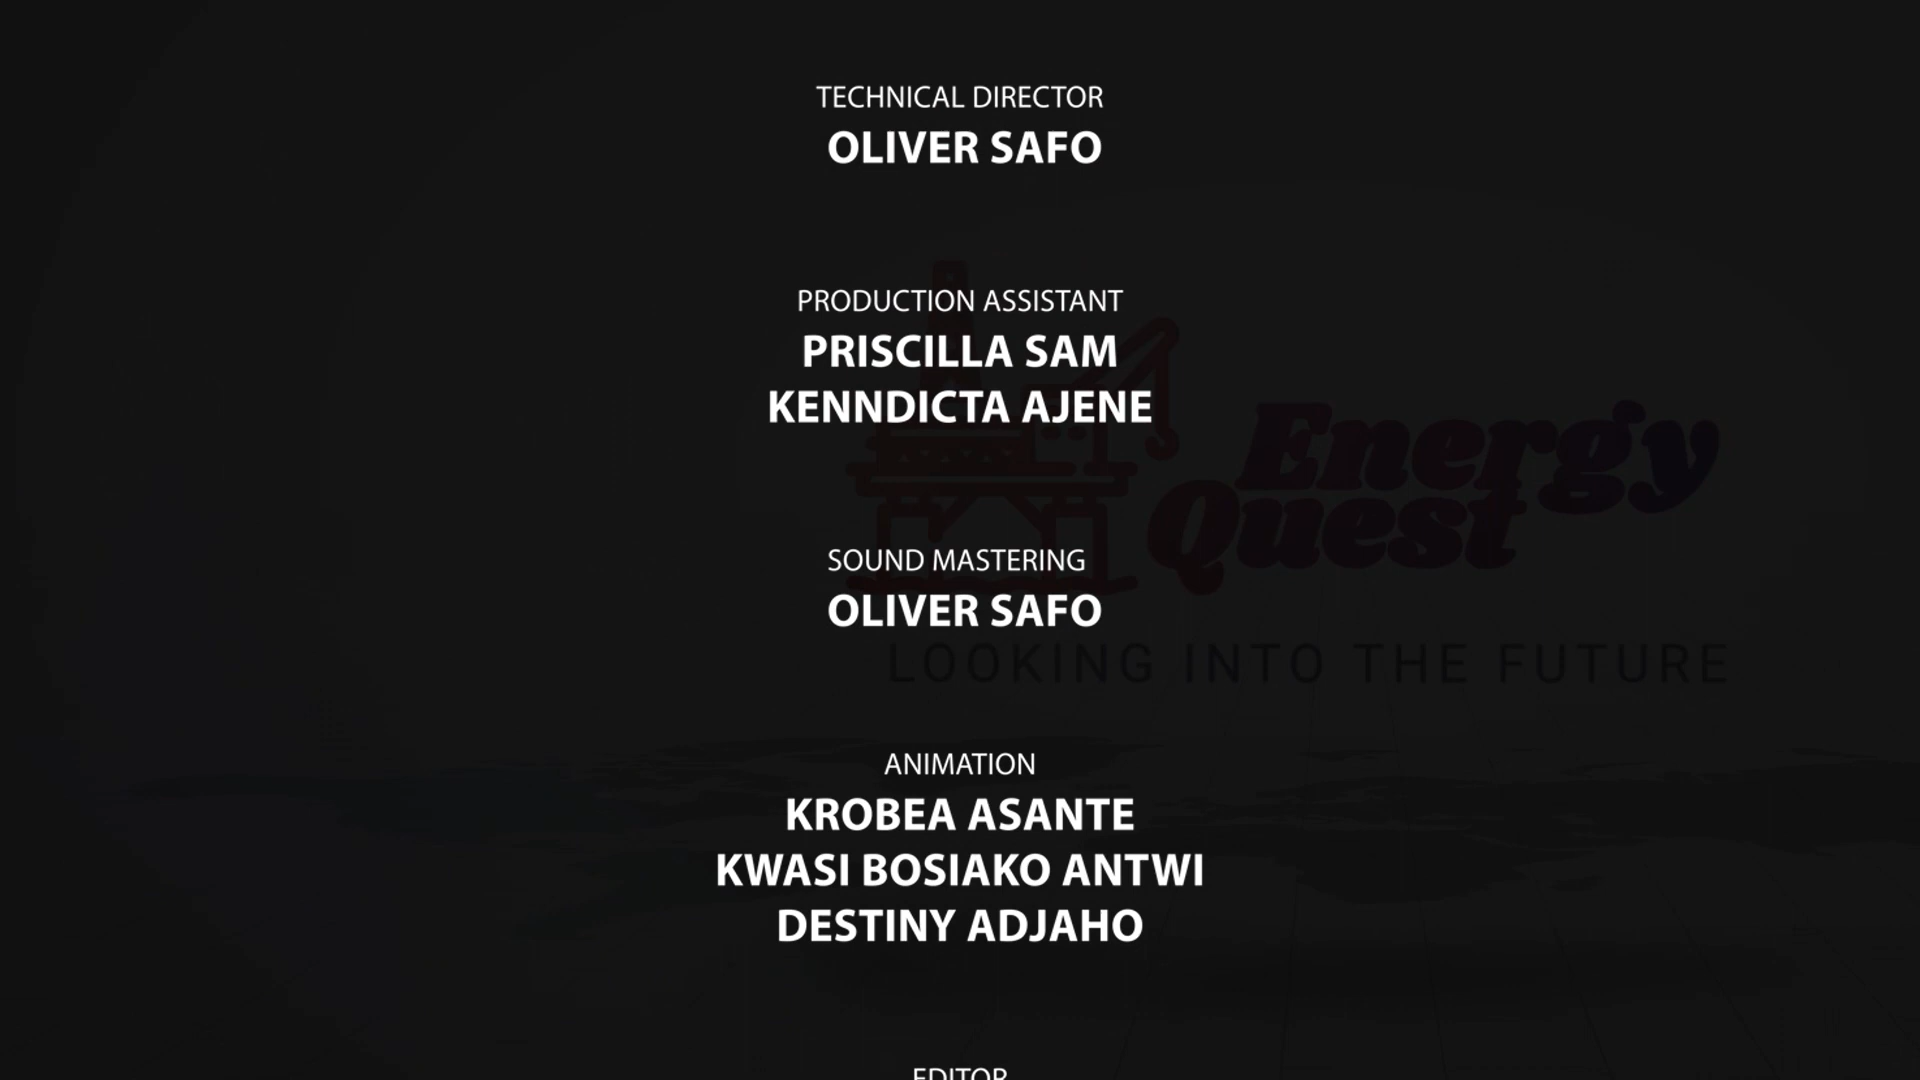 TECHNICAL DIRECTOR
OLIVER SAFO
PRODUCTION ASSISTANT
PRISCILLA SAM
KENNDICTA AJENE
Energy
Quest
SOUND MASTERING
OLIVER SAFO
LOOKING INTO THE FUTURE
ANIMATION
KROBEA ASANTE
KWASI BOSIAKO ANTWI
DESTINY ADJAHO
EDITOR